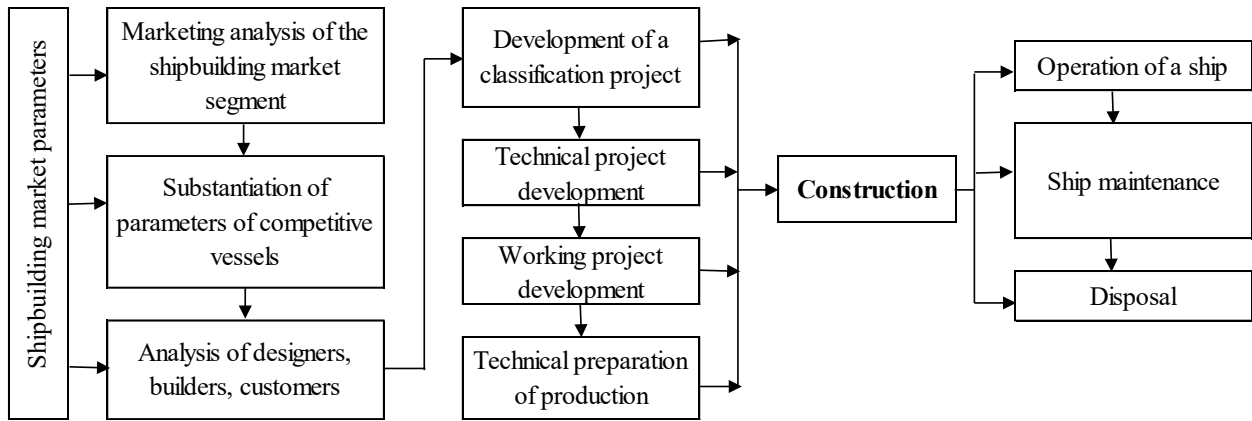 Shipbuilding market parameters
Marketing analysis of the
shipbuilding market
segment
Substantiation of
parameters of competitive
vessels
Analysis of designers,
builders, customers
Development of a
classification project
Technical project
development
Working project
development
Technical preparation
of production
Construction
Operation of a ship
Ship maintenance
Disposal